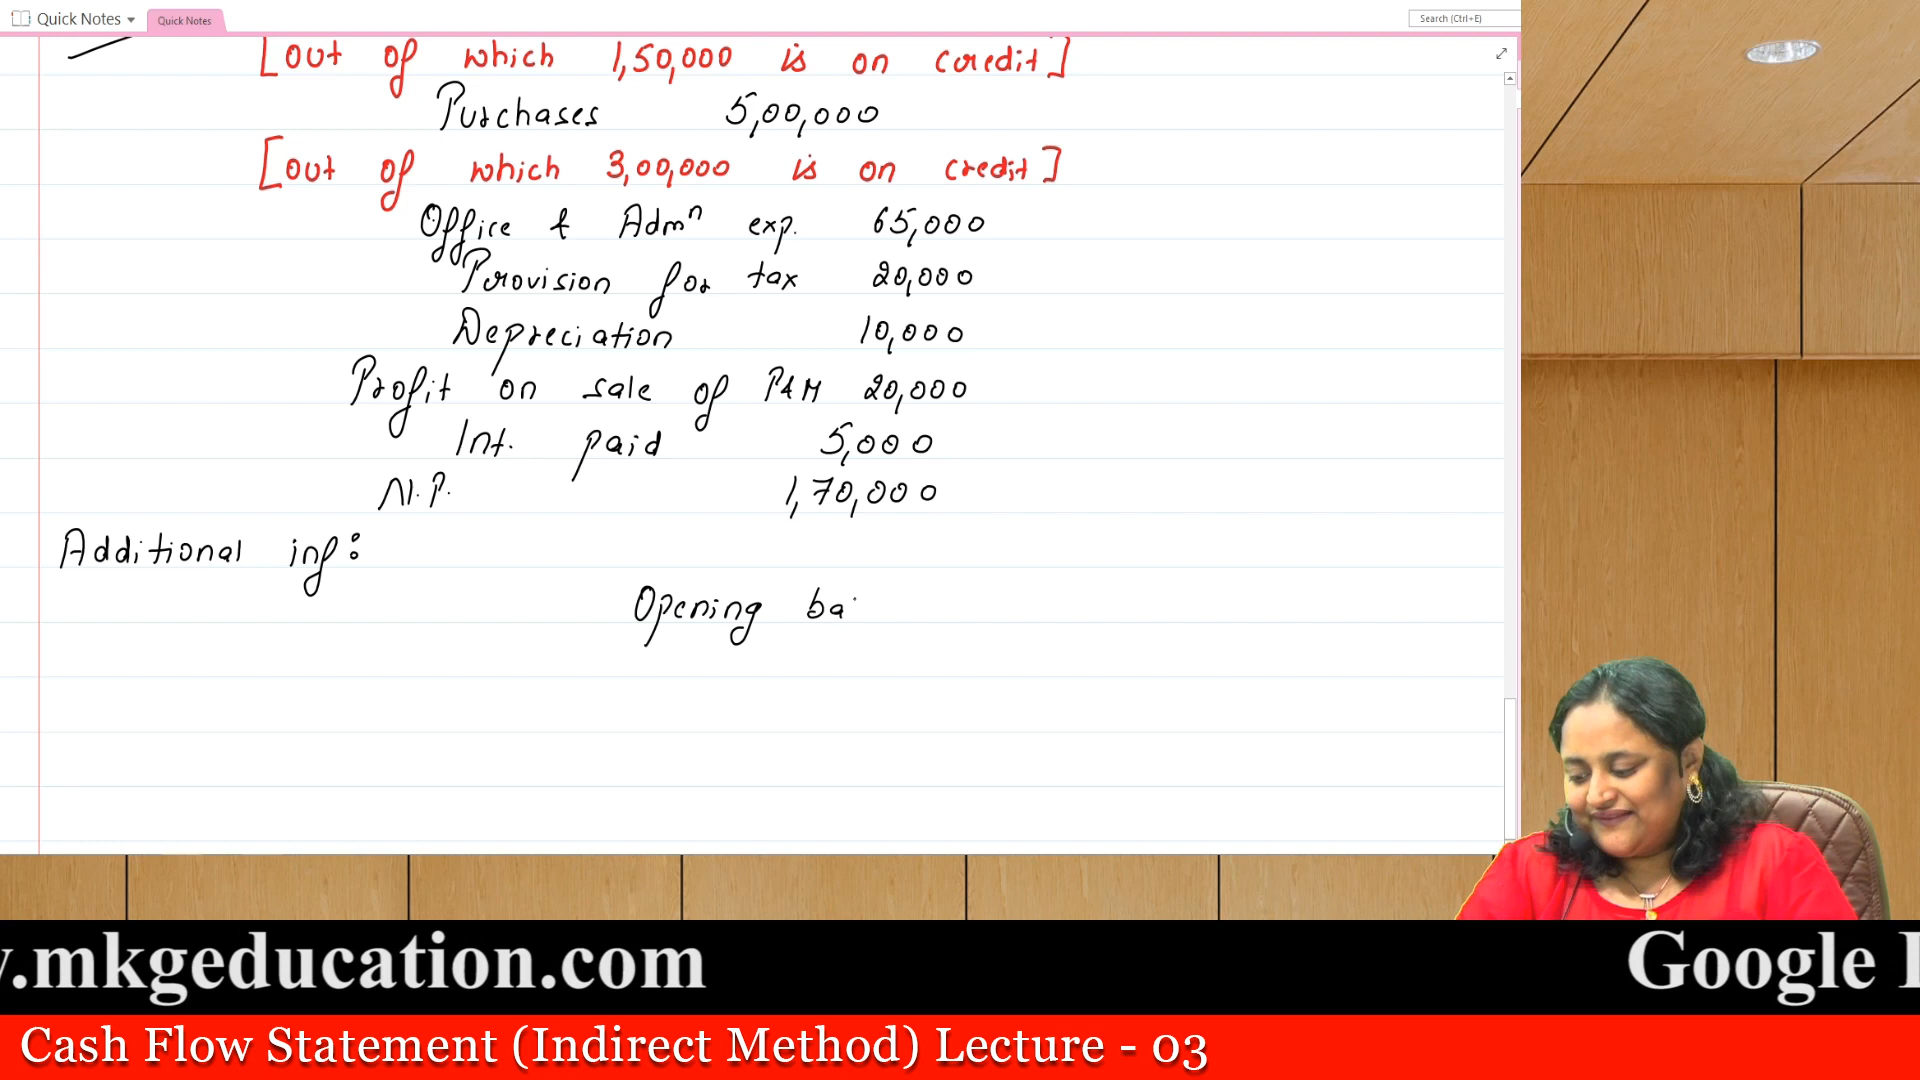 Quick Notes
Quick Notes
Search (Ctrl+E)
[out of which 1,50,000 is on credit]
Purchases 5,00,000
[out of which 3,00,000 is on credit]
Office & Admⁿ exp. 65,000
Provision for tax 20,000
Depreciation 10,000
Profit on sale of P&M 20,000
Int. paid 5,000
N.P. 1,70,000
Additional inf:
Opening ba
.mkgeducation.com
Google
Cash Flow Statement (Indirect Method) Lecture - 03